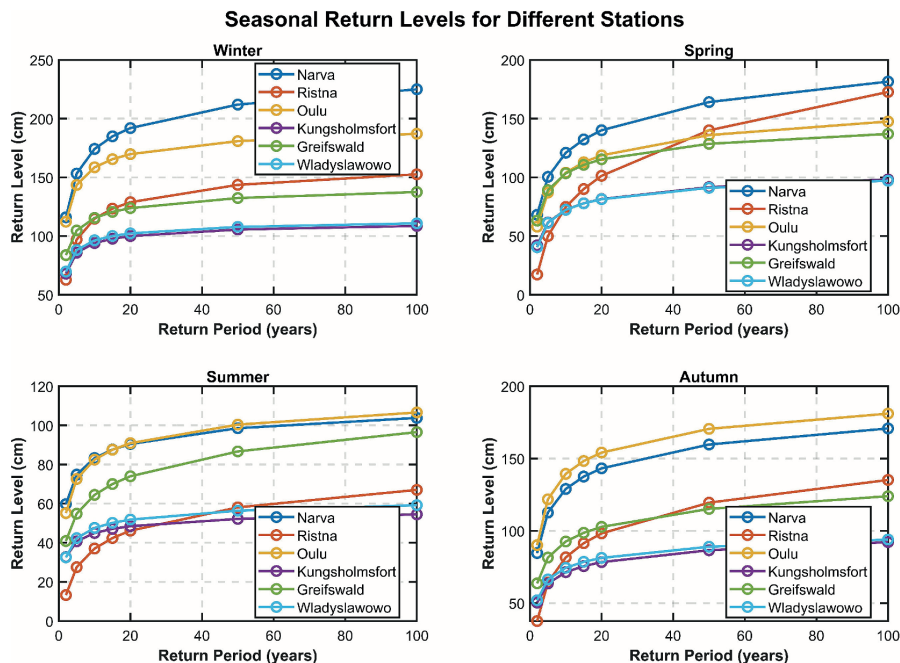 Seasonal Return Levels for Different Stations
Winter
250
200
150
100
50
0 20 40 60 80 100
Return Level (cm)
Return Period (years)
Narva
Ristna
Oulu
Kungsholmsfort
Greifswald
Wladyslawowo
Spring
200
150
100
50
0
0 20 40 60 80 100
Return Level (cm)
Return Period (years)
Narva
Ristna
Oulu
Kungsholmsfort
Greifswald
Wladyslawowo
Summer
120
100
80
60
40
20
0
0 20 40 60 80 100
Return Level (cm)
Return Period (years)
Narva
Ristna
Oulu
Kungsholmsfort
Greifswald
Wladyslawowo
Autumn
200
150
100
50
0 20 40 60 80 100
Return Level (cm)
Return Period (years)
Narva
Ristna
Oulu
Kungsholmsfort
Greifswald
Wladyslawowo